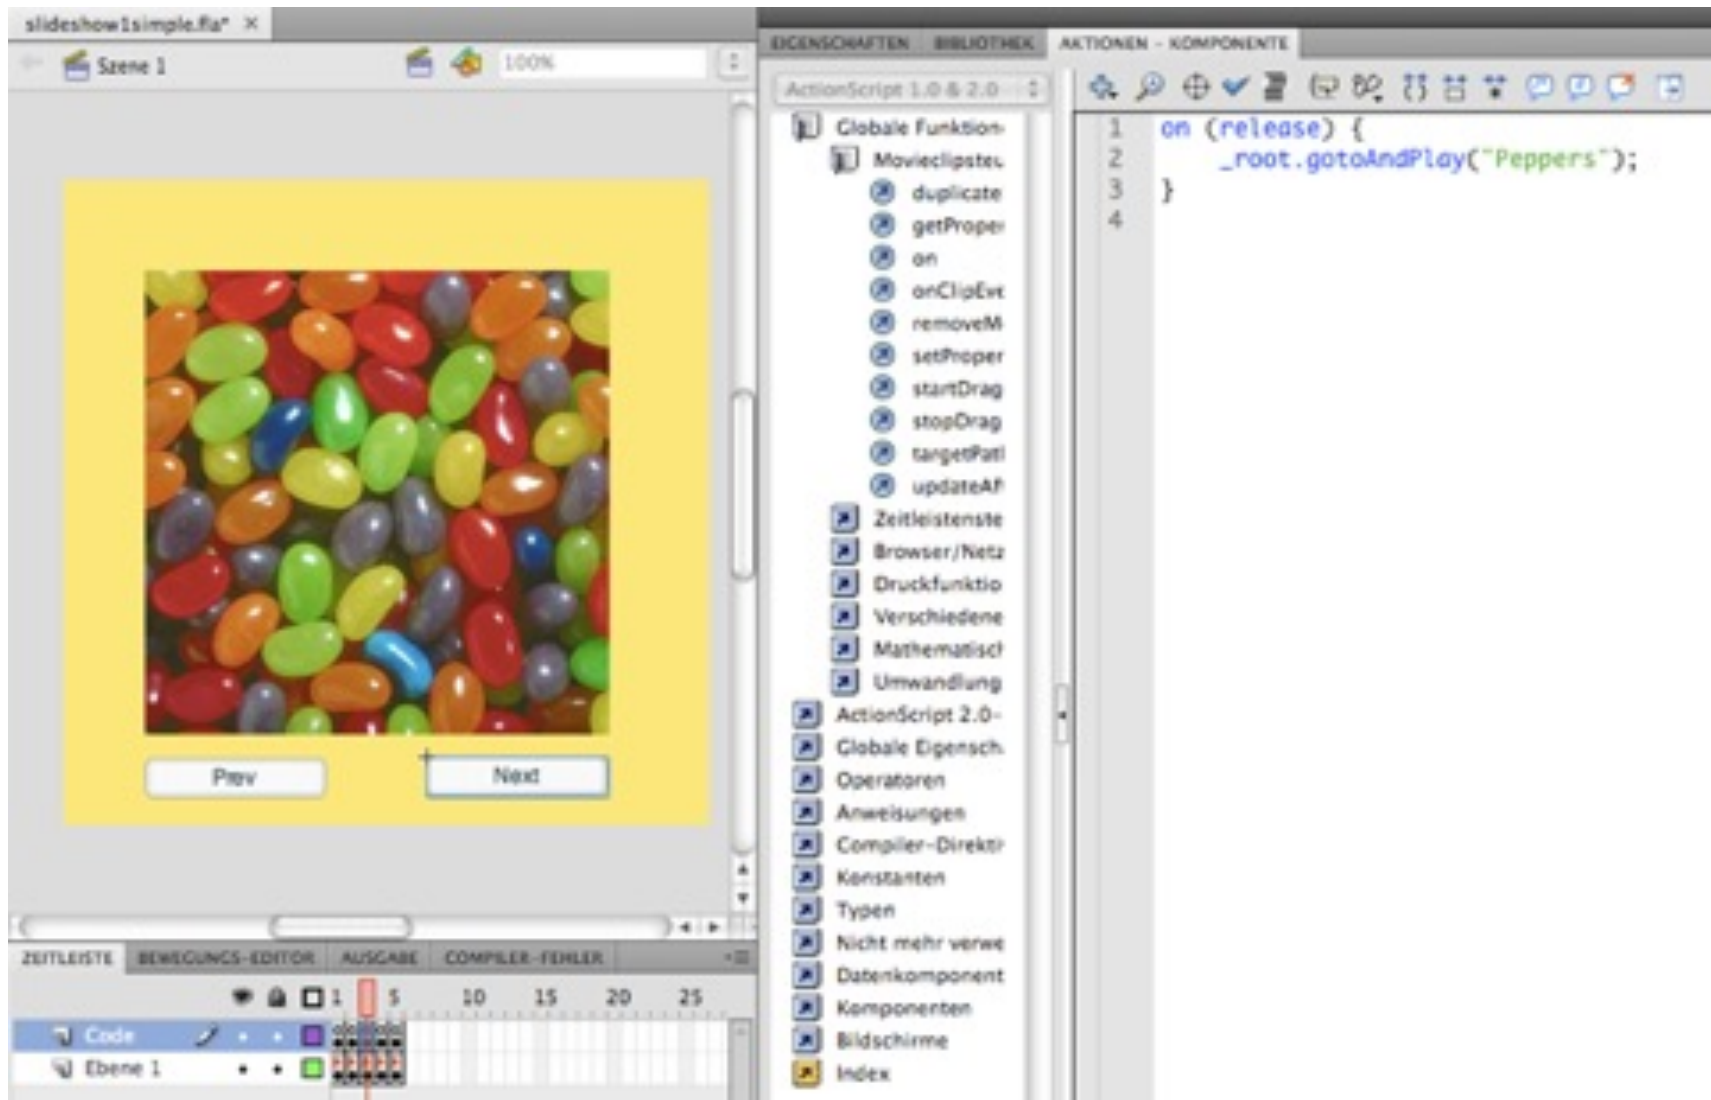 slideshow1simple.fla* ×
Szene 1
100%
Prev
Next
ZEITLEISTE BEWEGUNGS-EDITOR AUSGABE COMPILER-FEHLER
1 5 10 15 20 25
Code
Ebene 1
EIGENSCHAFTEN BIBLIOTHEK AKTIONEN - KOMPONENTE
ActionScript 1.0 & 2.0
Globale Funktion
Movieclipsteu
duplicate
getProper
on
onClipEve
removeM
setProper
startDrag
stopDrag
targetPatl
updateAf
Zeitleistenste
Browser/Netz
Druckfunktio
Verschiedene
Mathematisch
Umwandlung
ActionScript 2.0-
Globale Eigensch
Operatoren
Anweisungen
Compiler-Direkti
Konstanten
Typen
Nicht mehr verwe
Datenkomponent
Komponenten
Bildschirme
Index
1 on (release) {
2 _root.gotoAndPlay("Peppers");
3 }
4